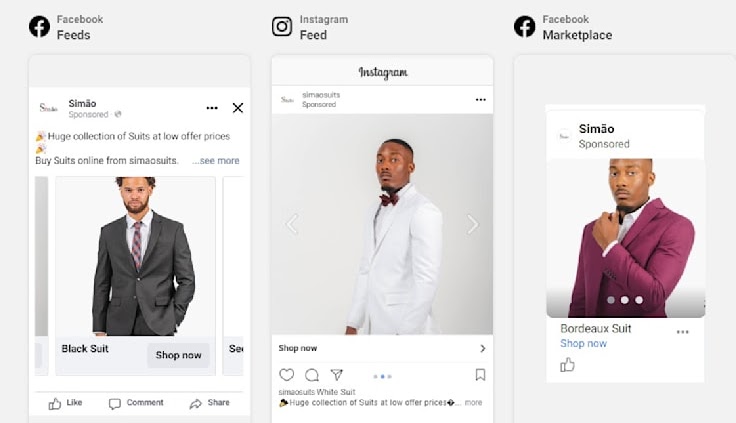 Facebook
Feeds
Simão
Simão
Sponsored
🎉Huge collection of Suits at low offer prices
🎉
Buy Suits online from simaosuits. ...see more
Black Suit
Shop now
See
Like
Comment
Share
Instagram
Feed
Instagram
simaosuits
Sponsored
Shop now
simaosuits White Suit
🎉Huge collection of Suits at low offer prices�... more
Facebook
Marketplace
Simão
Sponsored
Bordeaux Suit
Shop now